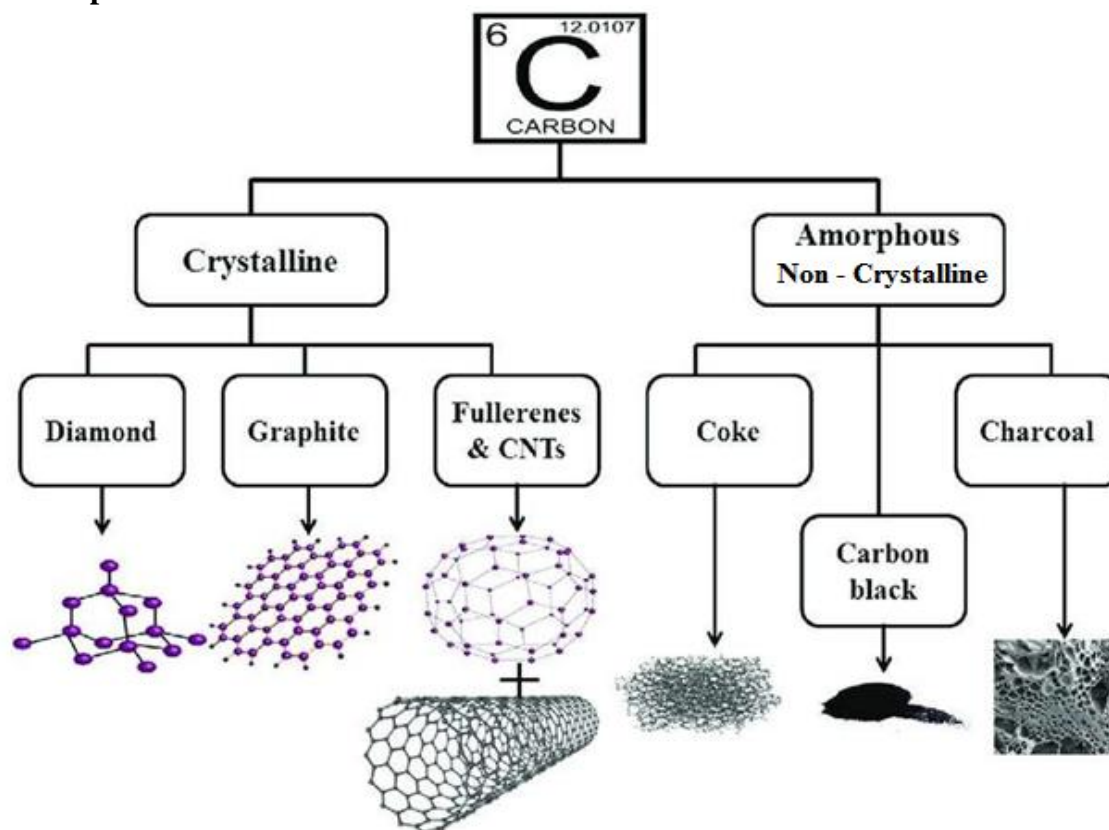 6
12.0107
C
CARBON
Crystalline
Amorphous
Non - Crystalline
Diamond
Graphite
Fullerenes
& CNTs
Coke
Charcoal
Carbon
black